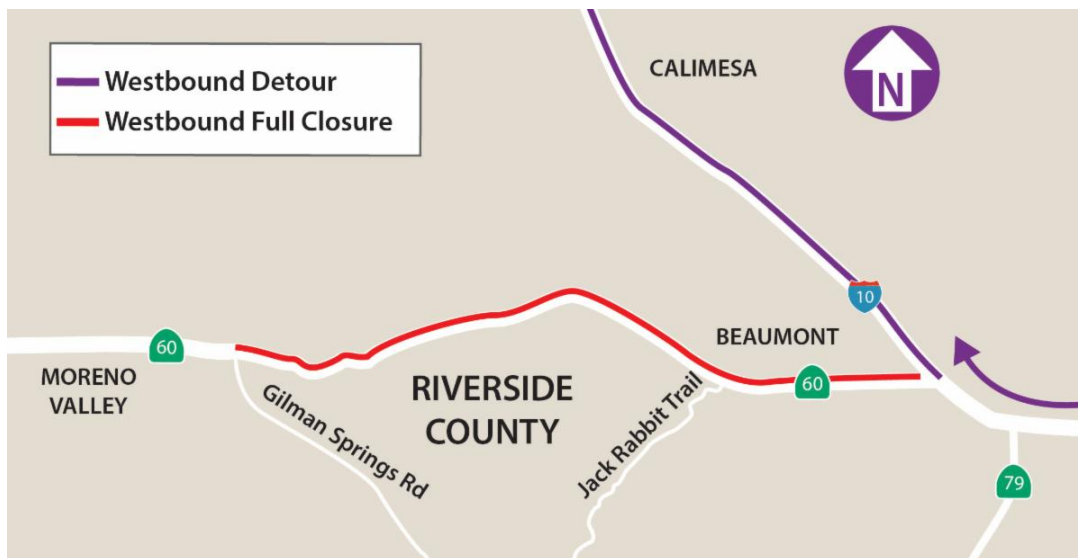 Westbound Detour
Westbound Full Closure
CALIMESA
N
10
BEAUMONT
60
MORENO
VALLEY
Gilman Springs Rd
RIVERSIDE
COUNTY
Jack Rabbit Trail
60
79